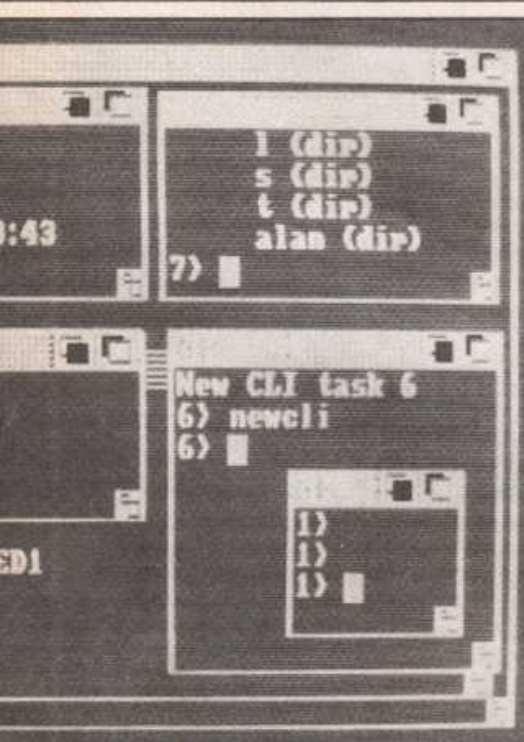 l (dir)
s (dir)
t (dir)
:43
alan (dir)
7>
New CLI task 6
6> newcli
6>
1>
1>
1>
ED1